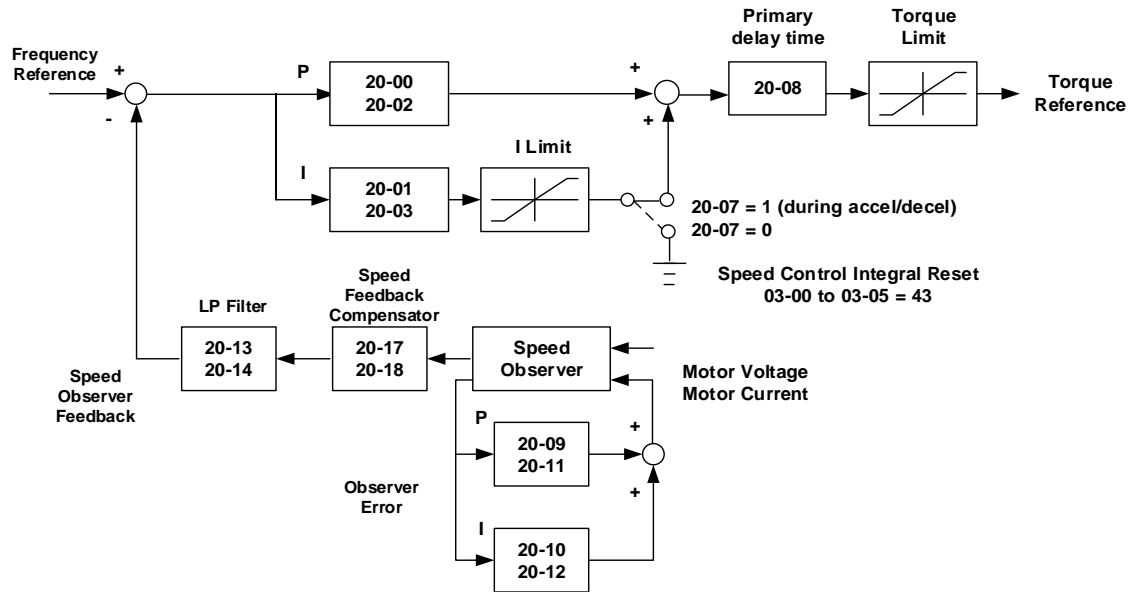 Primary
delay time
Torque
Limit
Frequency
Reference
+
-
P
20-00
20-02
+
+
20-08
Torque
Reference
I
20-01
20-03
I Limit
20-07 = 1 (during accel/decel)
20-07 = 0
Speed Control Integral Reset
03-00 to 03-05 = 43
LP Filter
20-13
20-14
Speed
Feedback
Compensator
20-17
20-18
Speed
Observer
Motor Voltage
Motor Current
Speed
Observer
Feedback
P
20-09
20-11
+
+
Observer
Error
I
20-10
20-12